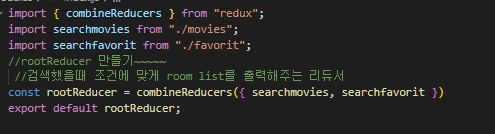 import { combineReducers } from "redux";
import searchmovies from "./movies";
import searchfavorit from "./favorit";
//rootReducer 만들기~~~~~
//검색했을때 조건에 맞게 room list를 출력해주는 리듀서
const rootReducer = combineReducers({ searchmovies, searchfavorit })
export default rootReducer;